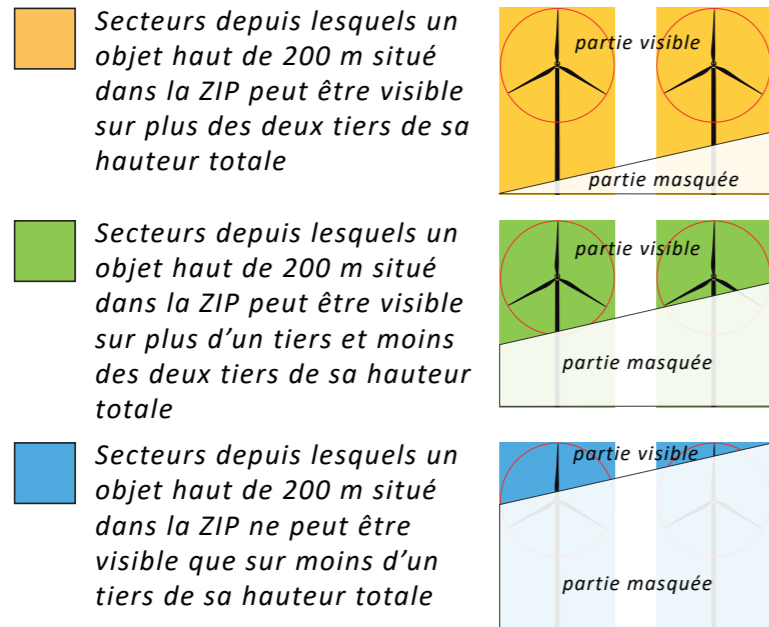 Secteurs depuis lesquels un
objet haut de 200 m situé
dans la ZIP peut être visible
sur plus des deux tiers de sa
hauteur totale
partie visible
partie masquée
Secteurs depuis lesquels un
objet haut de 200 m situé
dans la ZIP peut être visible
sur plus d’un tiers et moins
des deux tiers de sa hauteur
totale
partie visible
partie masquée
Secteurs depuis lesquels un
objet haut de 200 m situé
dans la ZIP ne peut être
visible que sur moins d’un
tiers de sa hauteur totale
partie visible
partie masquée